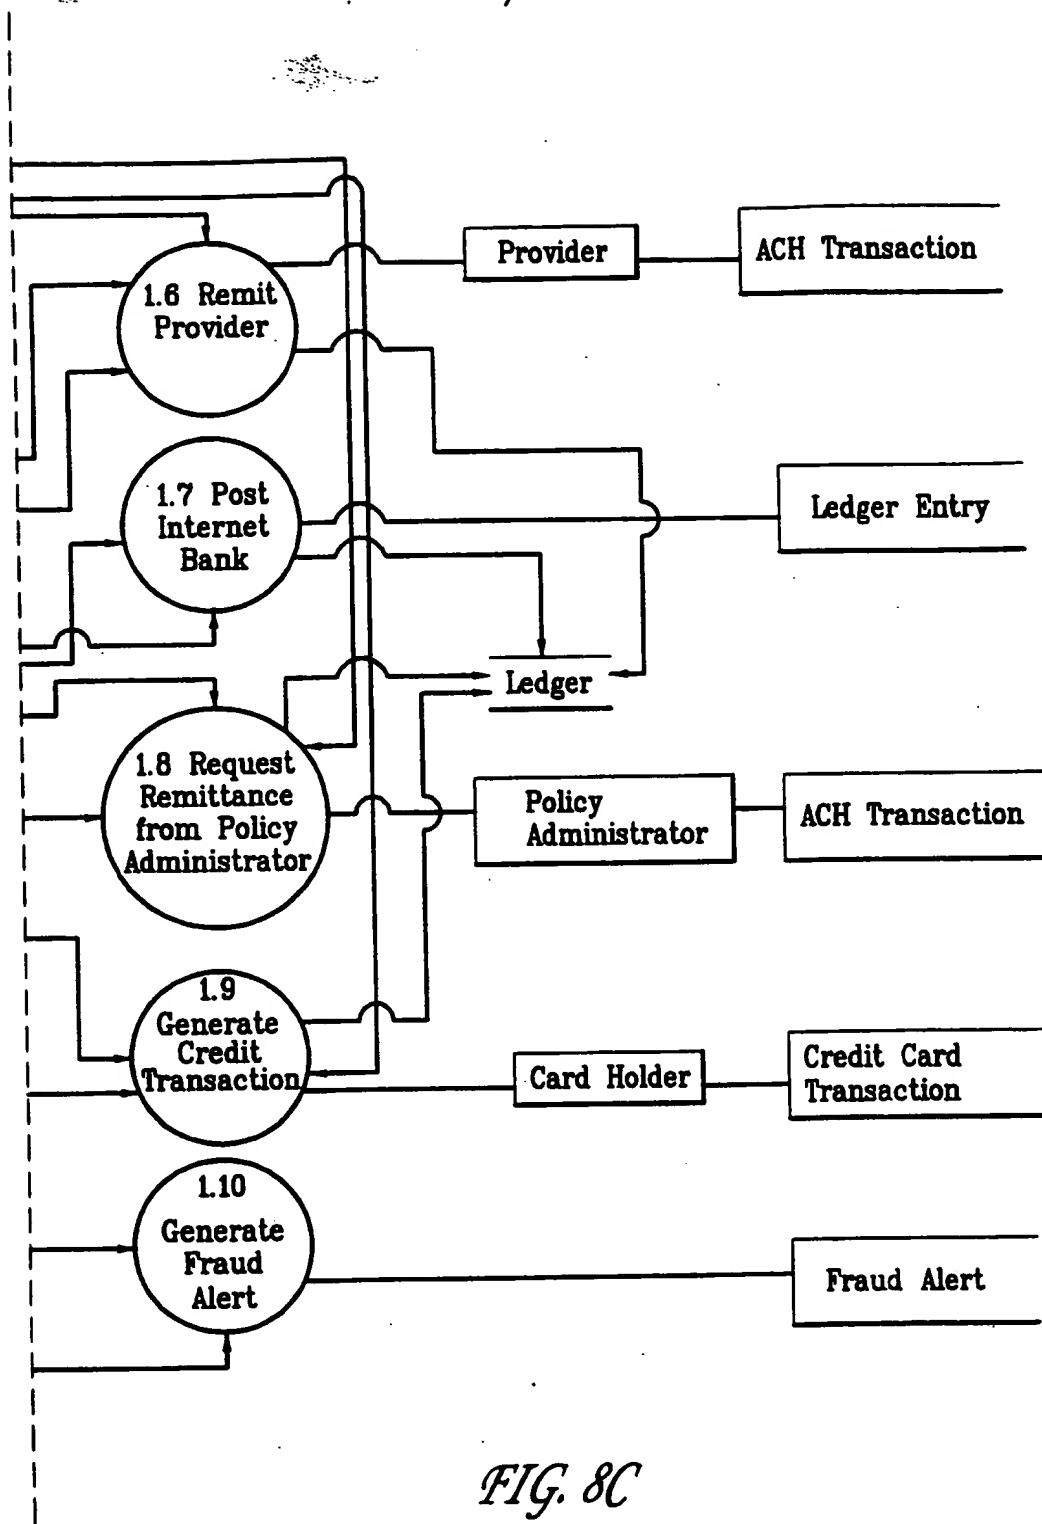 1.6 Remit
Provider
Provider
ACH Transaction
1.7 Post
Internet
Bank
Ledger Entry
Ledger
1.8 Request
Remittance
from Policy
Administrator
Policy
Administrator
ACH Transaction
1.9
Generate
Credit
Transaction
Card Holder
Credit Card
Transaction
1.10
Generate
Fraud
Alert
Fraud Alert
FIG. 8C